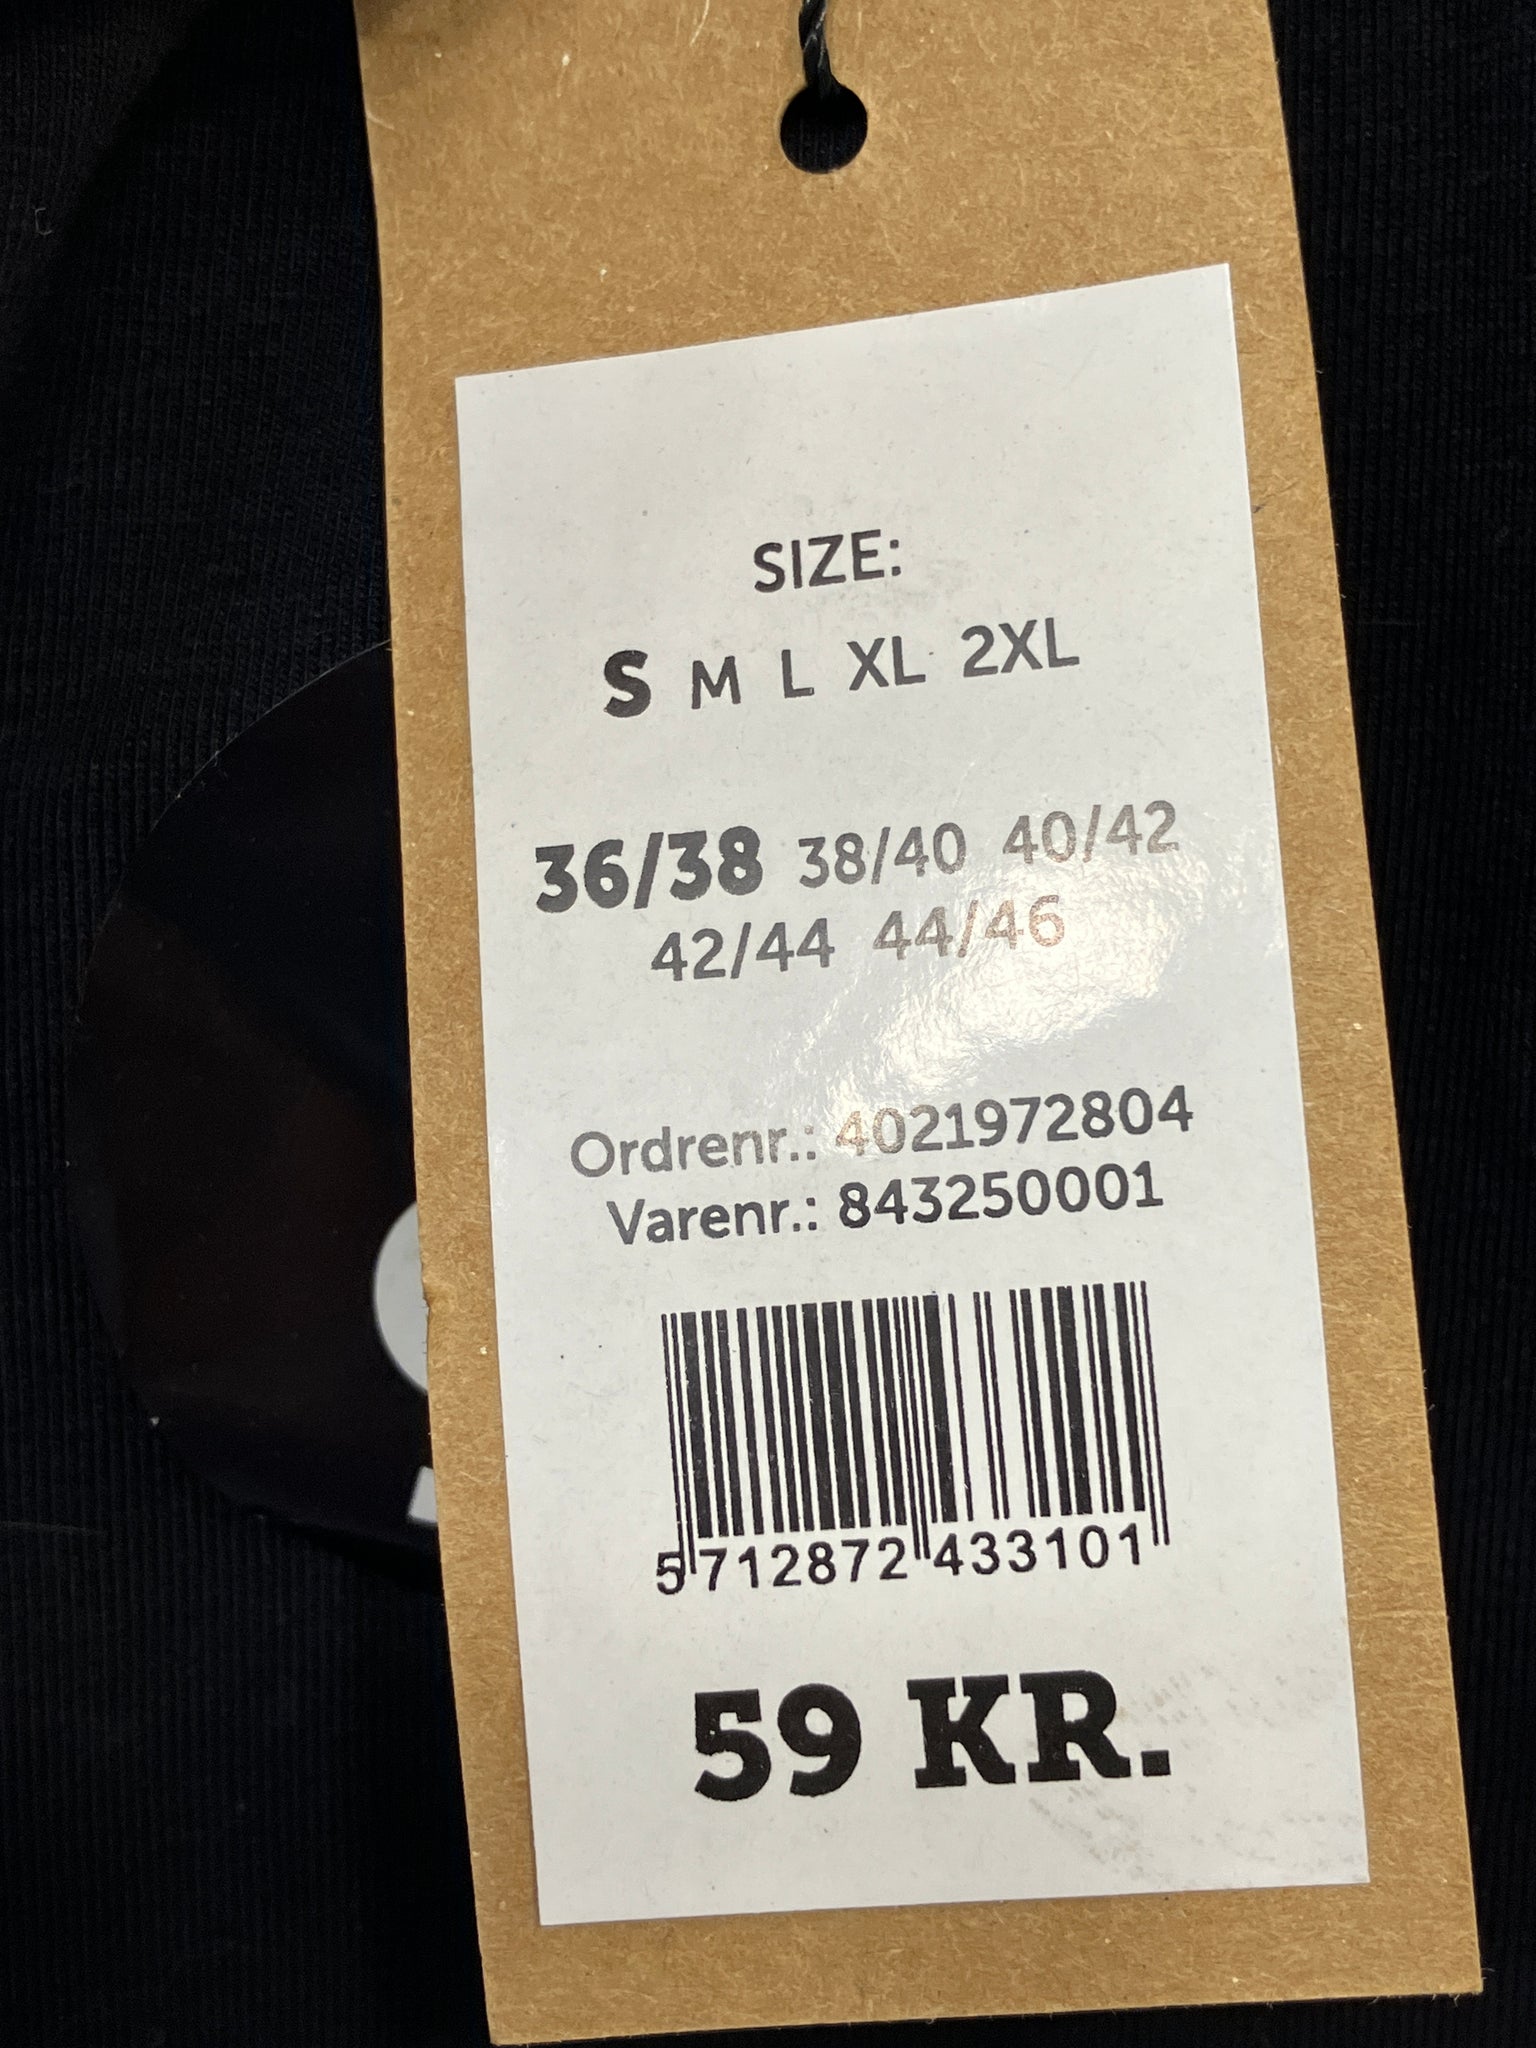 SIZE:
S M L XL 2XL
36/38 38/40 40/42
42/44 44/46
Ordrenr.: 4021972804
Varenr.: 843250001
5 712872 433101
59 KR.